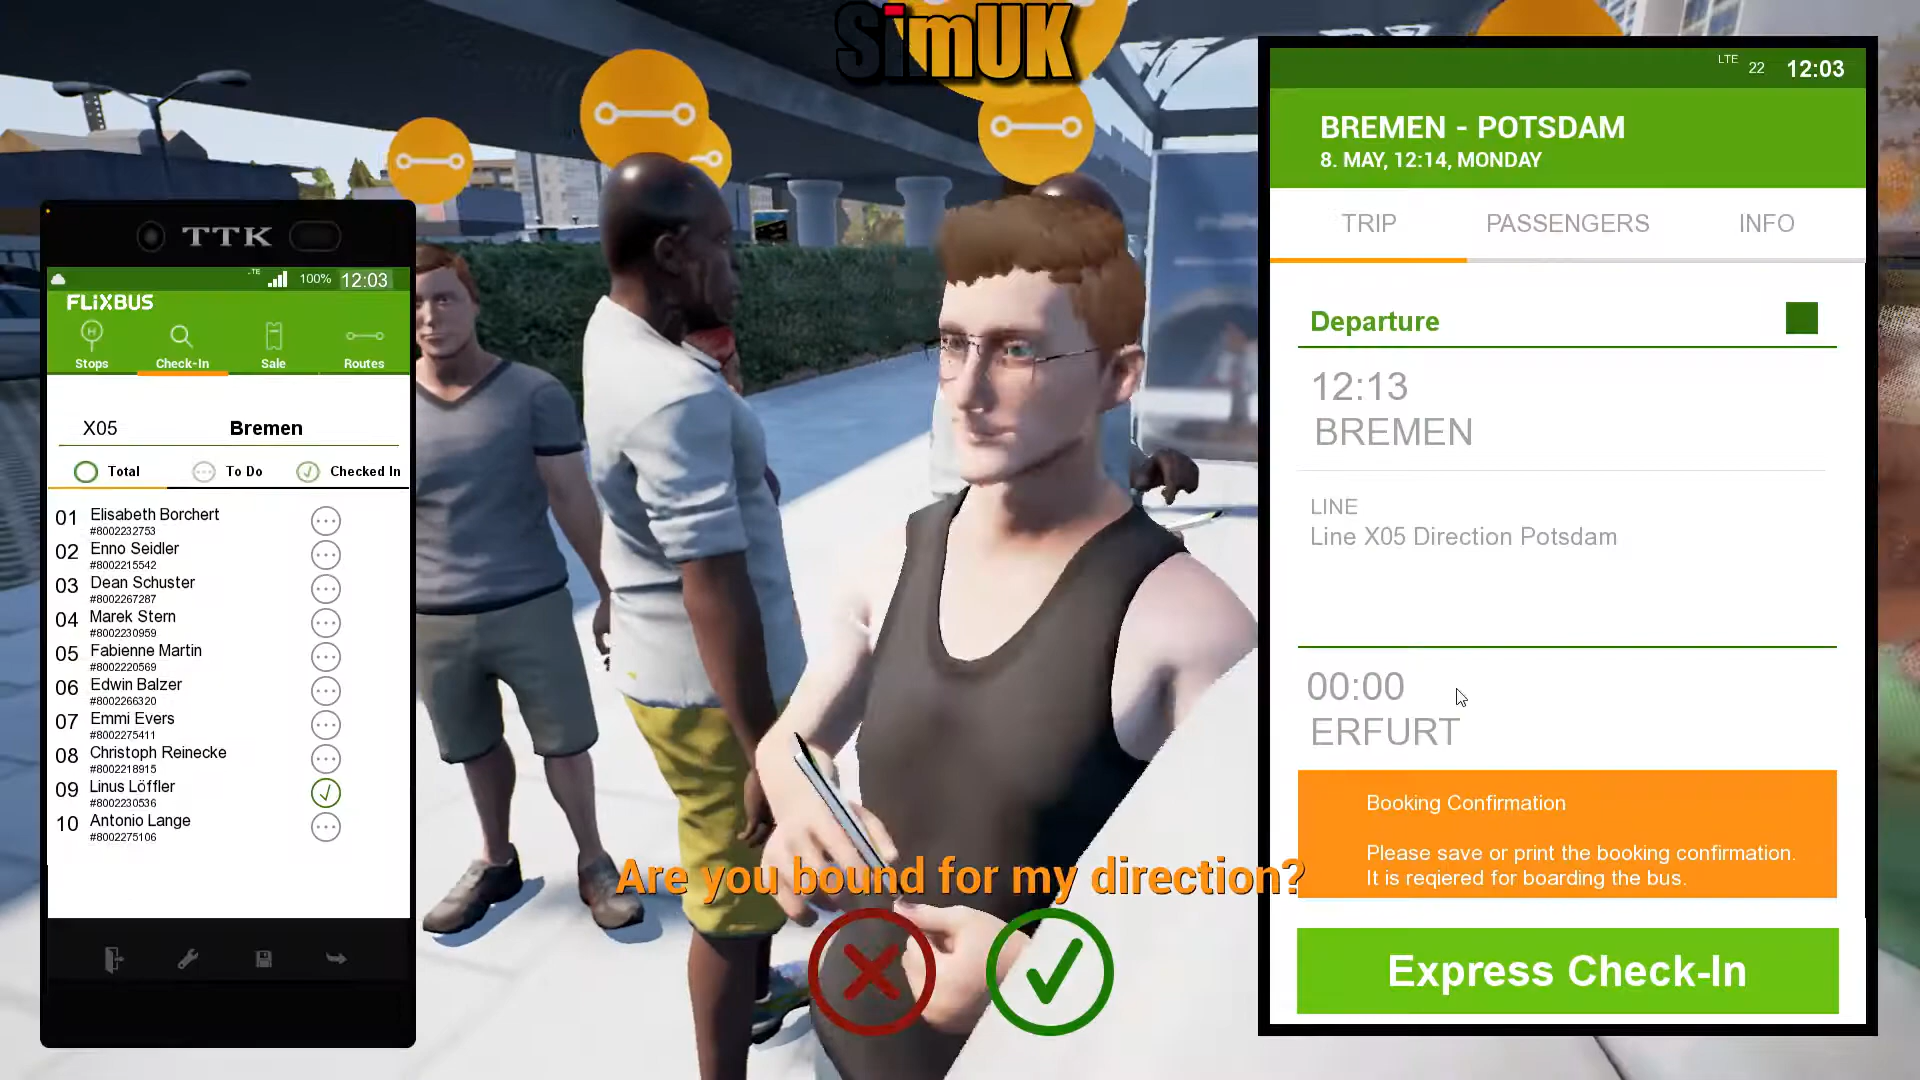 SimUK
TTK
LTE 100% 12:03
FLiXBUS
Stops Check-In Sale Routes
X05 Bremen
Total To Do Checked In
01 Elisabeth Borchert
#8002232753
02 Enno Seidler
#8002215542
03 Dean Schuster
#8002267287
04 Marek Stern
#8002230959
05 Fabienne Martin
#8002220569
06 Edwin Balzer
#8002266320
07 Emmi Evers
#8002275411
08 Christoph Reinecke
#8002218915
09 Linus Löffler
#8002230536
10 Antonio Lange
#8002275106
Are you bound for my direction?
LTE 22 12:03
BREMEN - POTSDAM
8. MAY, 12:14, MONDAY
TRIP PASSENGERS INFO
Departure
12:13
BREMEN
LINE
Line X05 Direction Potsdam
00:00
ERFURT
Booking Confirmation
Please save or print the booking confirmation.
It is reqiered for boarding the bus.
Express Check-In